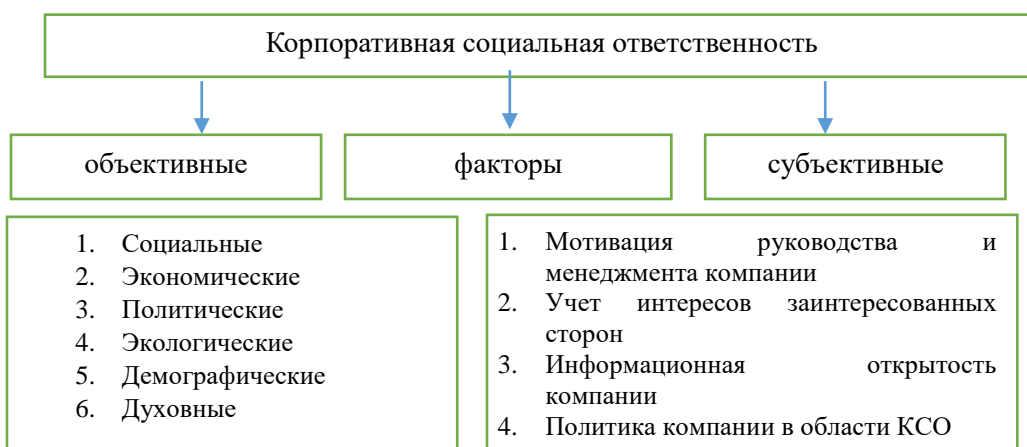 Корпоративная социальная ответственность
объективные
факторы
субъективные
1. Социальные
2. Экономические
3. Политические
4. Экологические
5. Демографические
6. Духовные
1. Мотивация руководства и
менеджмента компании
2. Учет интересов заинтересованных
сторон
3. Информационная открытость
компании
4. Политика компании в области КСО